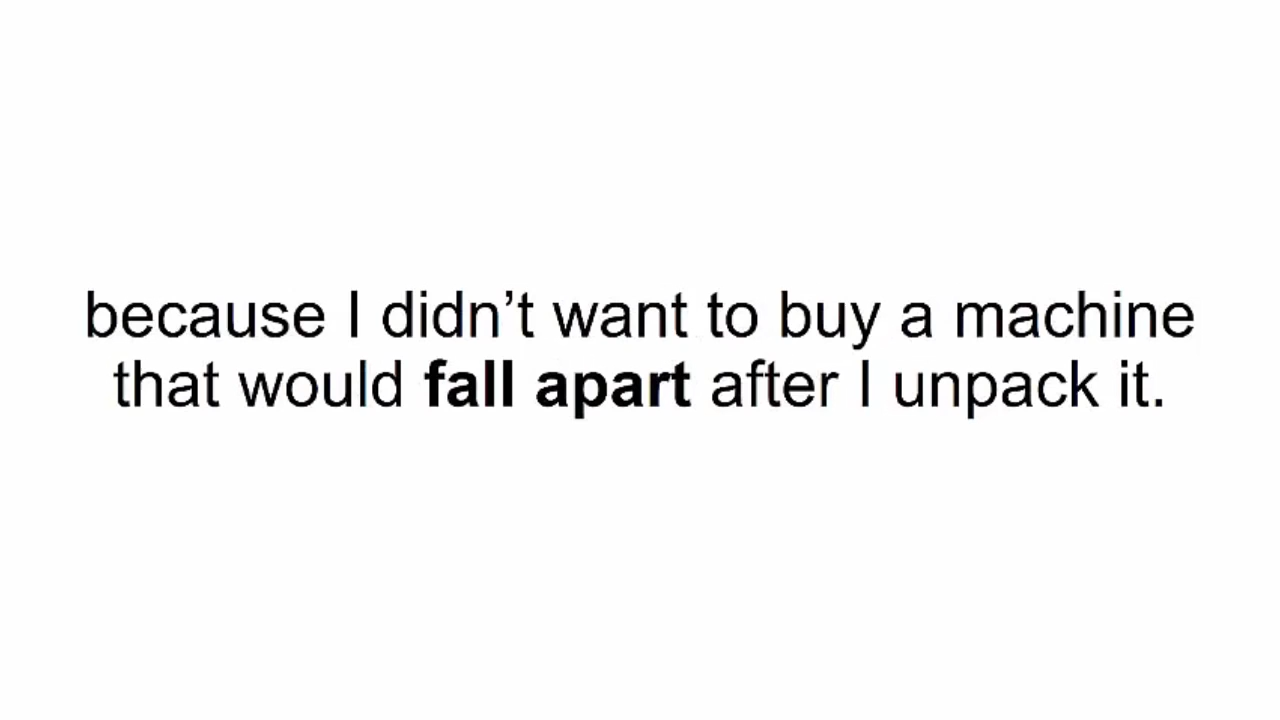 because I didn’t want to buy a machine
that would fall apart after I unpack it.